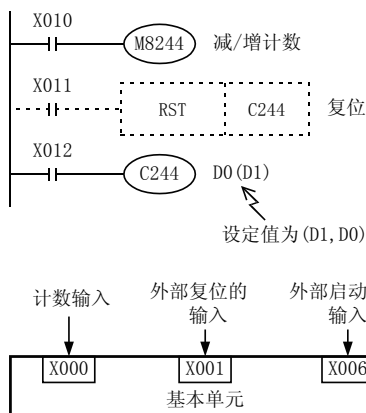 X010
M8244 减/增计数
X011
RST C244 复位
X012
C244 D0(D1)
设定值为(D1,D0)
计数输入 外部复位的 外部启动
输入 输入
X000 X001 X006
基本单元